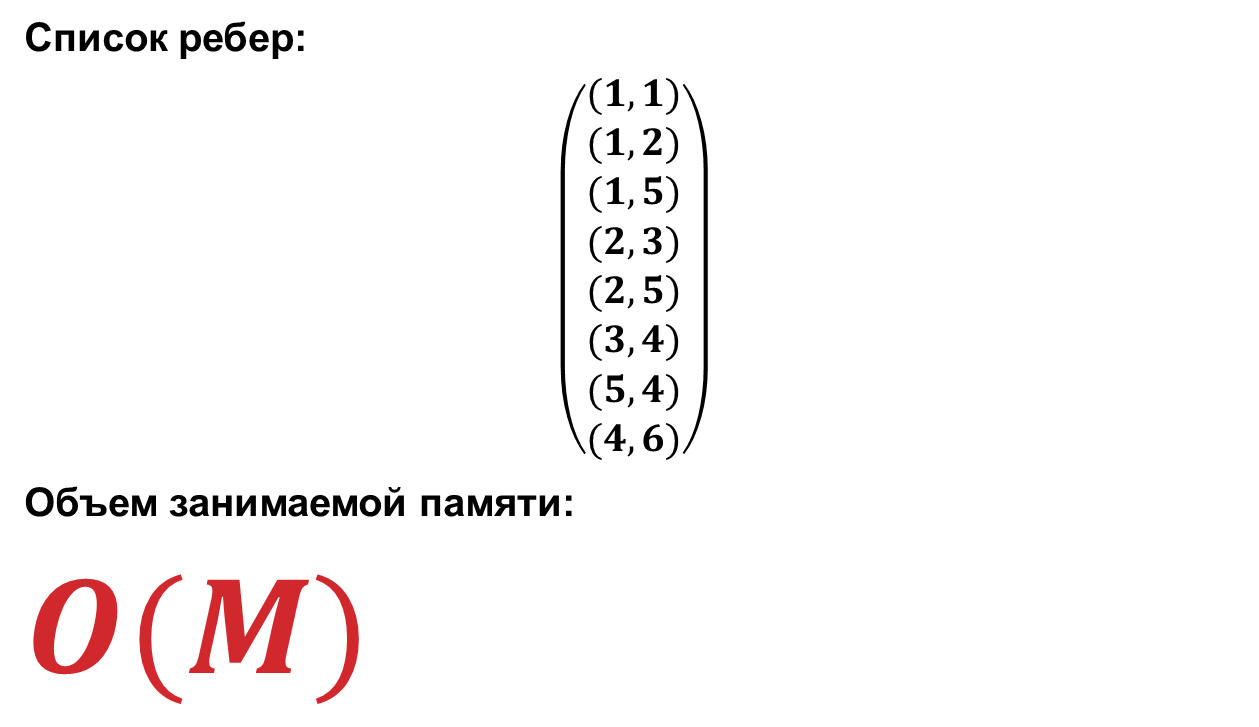 Список ребер:
(1, 1)
(1, 2)
(1, 5)
(2, 3)
(2, 5)
(3, 4)
(5, 4)
(4, 6)
Объем занимаемой памяти:
O(M)